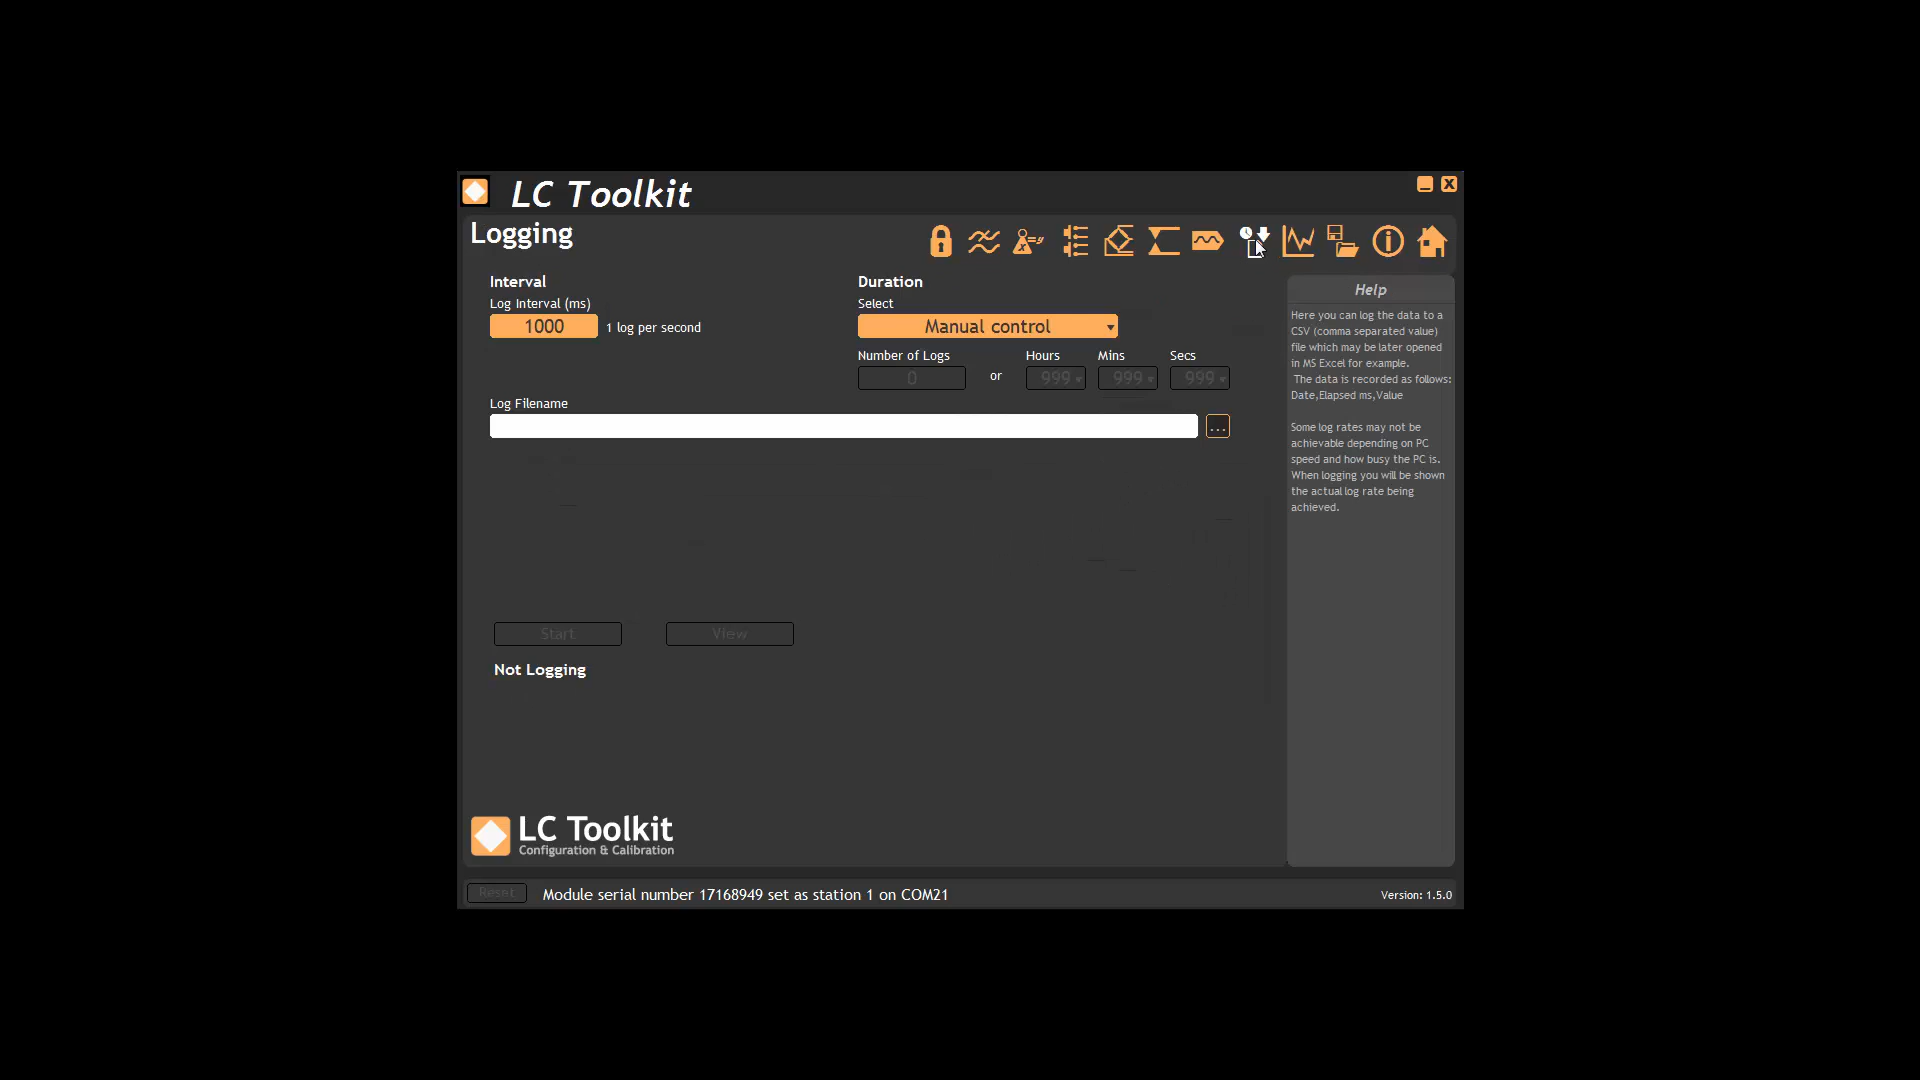 LC Toolkit
Logging
Interval
Log Interval (ms)
1000
1 log per second
Duration
Select
Manual control
Number of Logs
0
or
Hours
999
Mins
999
Secs
999
Log Filename
...
Start
View
Not Logging
Help
Here you can log the data to a
CSV (comma separated value)
file which may be later opened
in MS Excel for example.
The data is recorded as follows:
Date,Elapsed ms,Value
Some log rates may not be
achievable depending on PC
speed and how busy the PC is.
When logging you will be shown
the actual log rate being
achieved.
LC Toolkit
Configuration & Calibration
Reset
Module serial number 17168949 set as station 1 on COM21
Version: 1.5.0